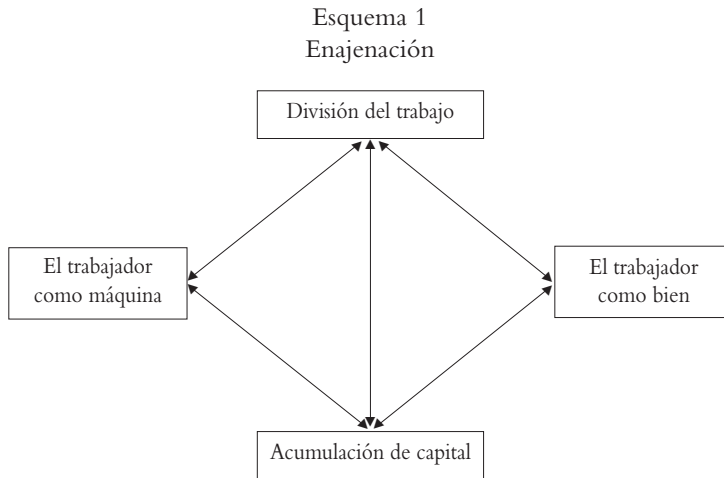 Esquema 1
Enajenación
División del trabajo
El trabajador
como máquina
El trabajador
como bien
Acumulación de capital